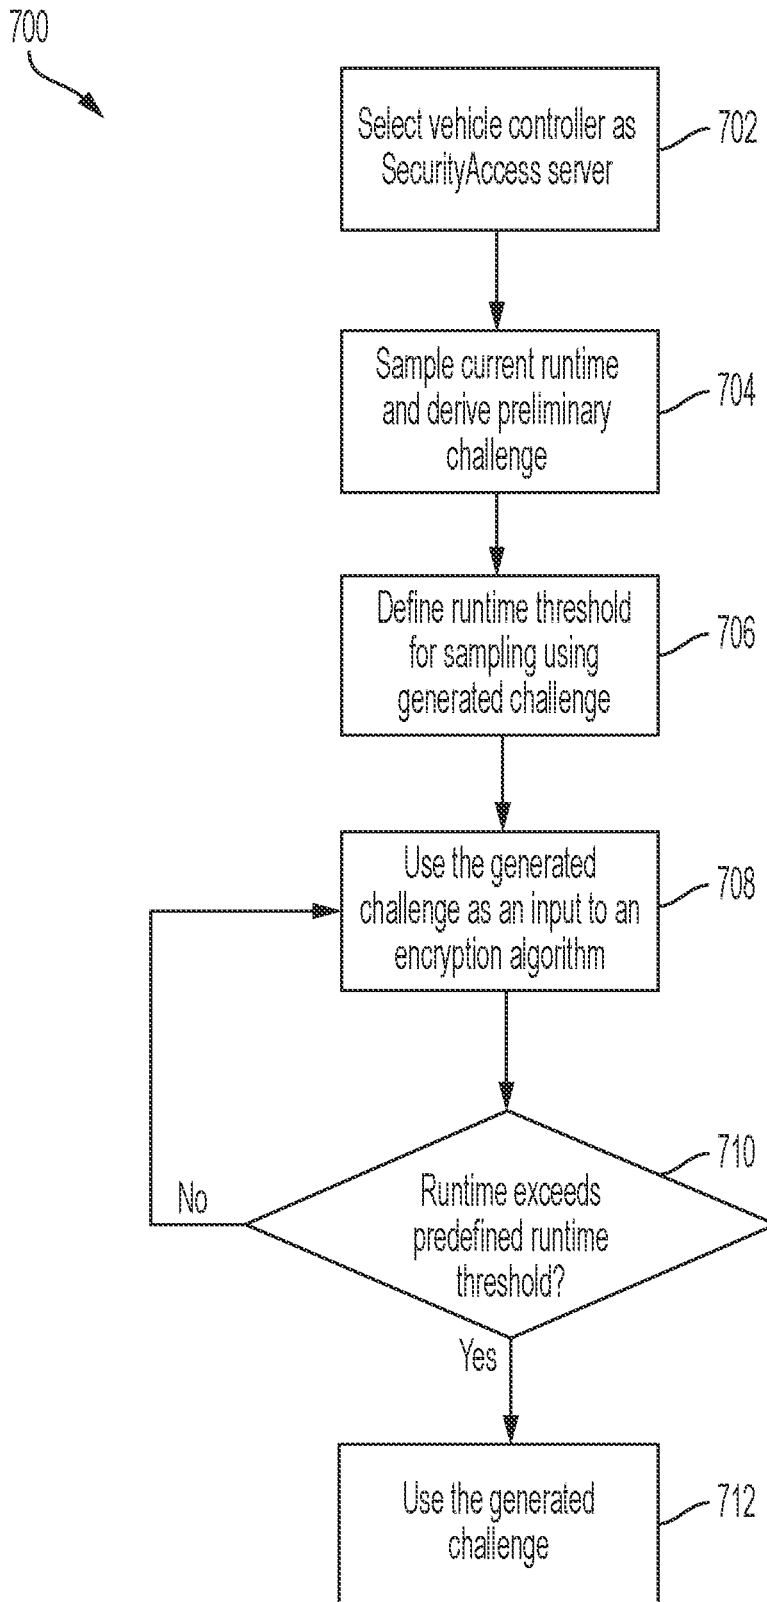 700
Select vehicle controller as
SecurityAccess server
702
Sample current runtime
and derive preliminary
challenge
704
Define runtime threshold
for sampling using
generated challenge
706
Use the generated
challenge as an input to an
encryption algorithm
708
Runtime exceeds
predefined runtime
threshold?
710
No
Yes
Use the generated
challenge
712